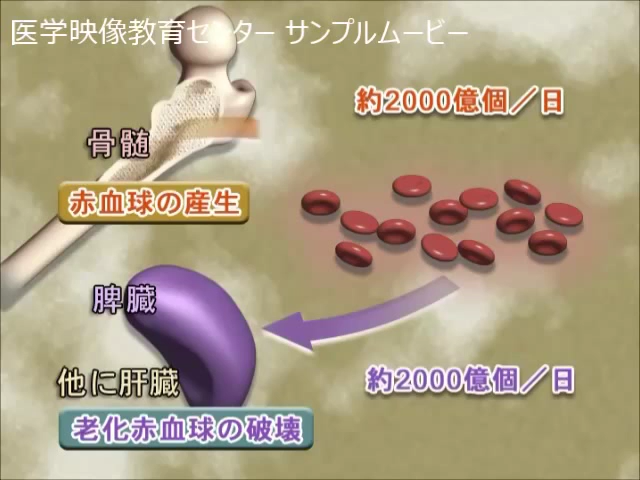 医学映像教育センター サンプルムービー
約2000億個／日
骨髄
赤血球の産生
脾臓
他に肝臓
約2000億個／日
老化赤血球の破壊